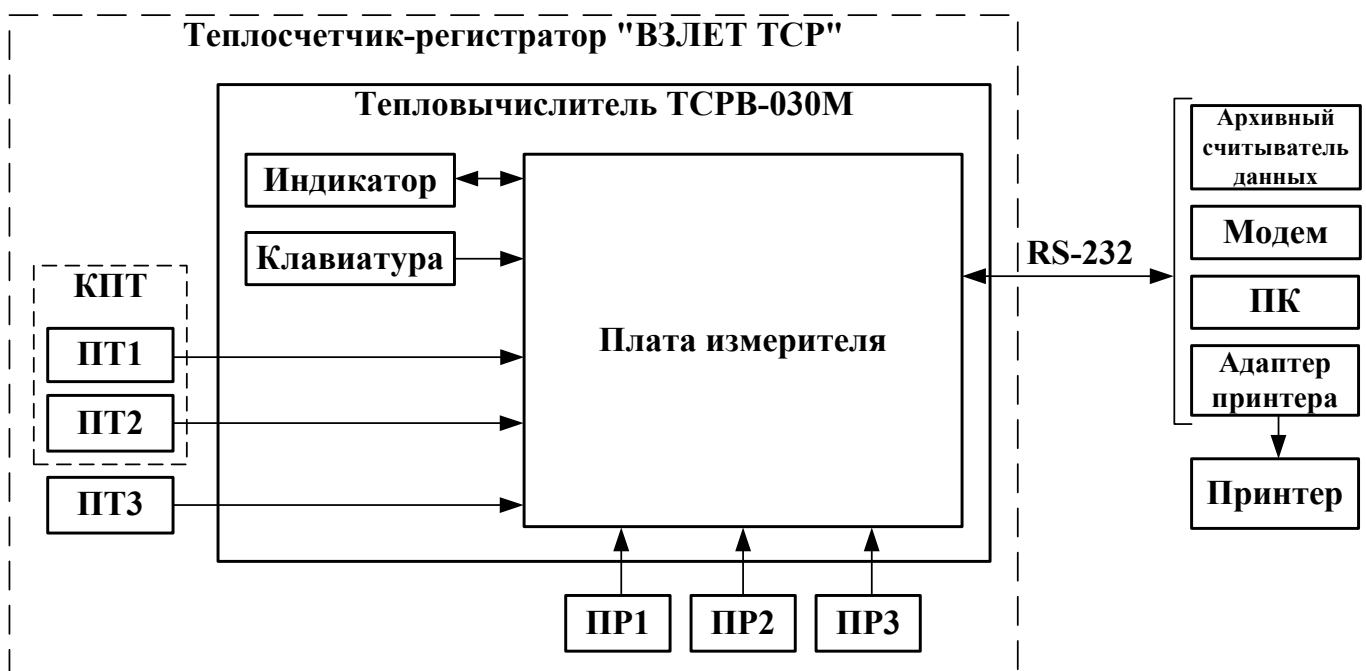 Теплосчетчик-регистратор "ВЗЛЕТ ТСР"
Тепловычислитель ТСРВ-030М
Индикатор
Клавиатура
КПТ
ПТ1
ПТ2
ПТ3
Плата измерителя
ПР1
ПР2
ПР3
RS-232
Архивный
считыватель
данных
Модем
ПК
Адаптер
принтера
Принтер